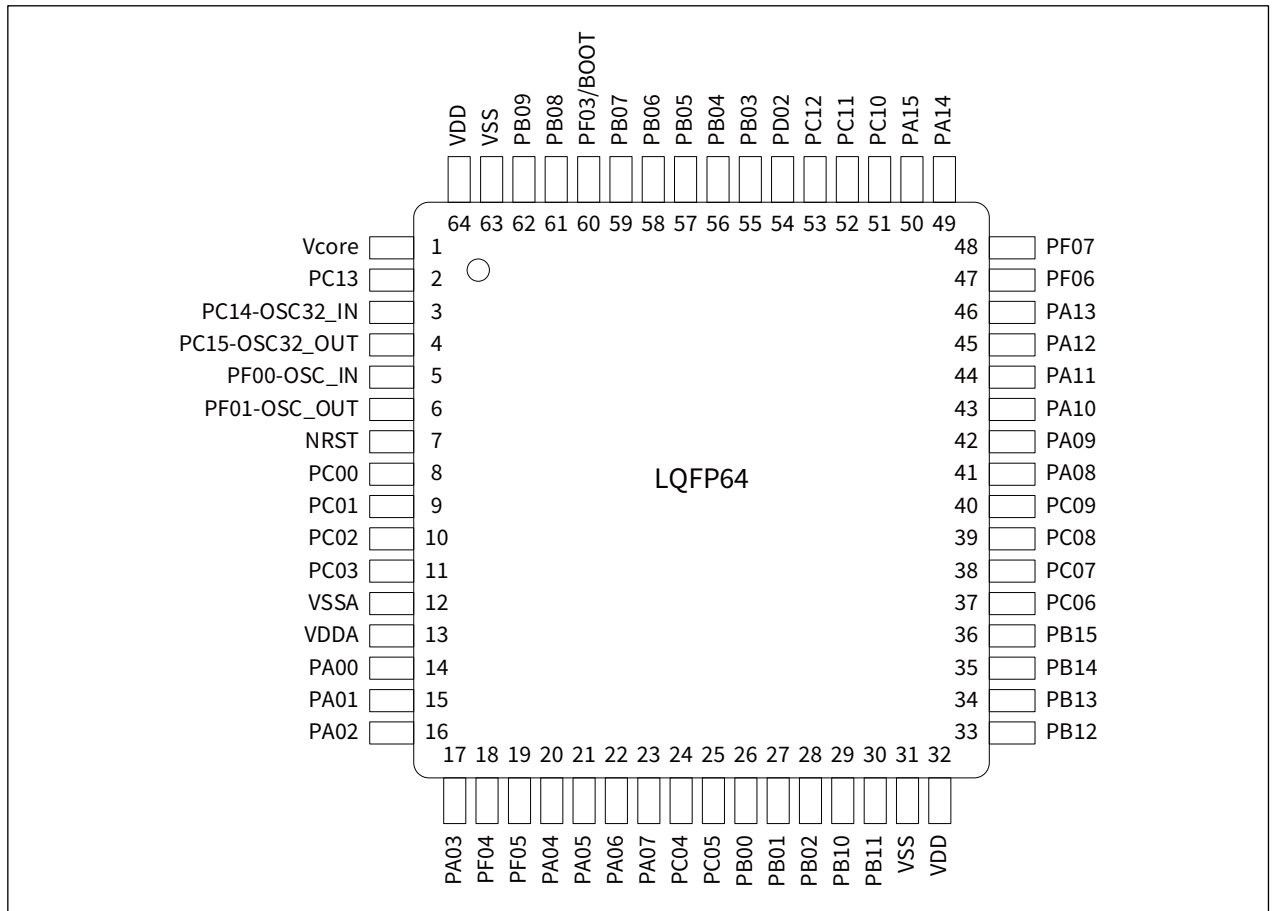 VDD
VSS
PB09
PB08
PF03/BOOT
PB07
PB06
PB05
PB04
PB03
PD02
PC12
PC11
PC10
PA15
PA14
64 63 62 61 60 59 58 57 56 55 54 53 52 51 50 49
Vcore 1 48 PF07
PC13 2 47 PF06
PC14-OSC32_IN 3 46 PA13
PC15-OSC32_OUT 4 45 PA12
PF00-OSC_IN 5 44 PA11
PF01-OSC_OUT 6 43 PA10
NRST 7 42 PA09
PC00 8 41 PA08
LQFP64
PC01 9 40 PC09
PC02 10 39 PC08
PC03 11 38 PC07
VSSA 12 37 PC06
VDDA 13 36 PB15
PA00 14 35 PB14
PA01 15 34 PB13
PA02 16 33 PB12
17 18 19 20 21 22 23 24 25 26 27 28 29 30 31 32
PA03
PF04
PF05
PA04
PA05
PA06
PA07
PC04
PC05
PB00
PB01
PB02
PB10
PB11
VSS
VDD